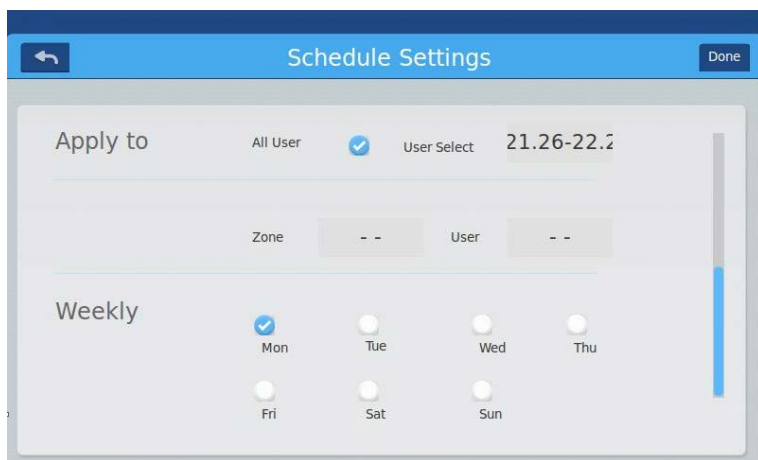 Schedule Settings
Done
Apply to
All User
User Select
21.26-22.2
Zone
- -
User
- -
Weekly
Mon
Tue
Wed
Thu
Fri
Sat
Sun